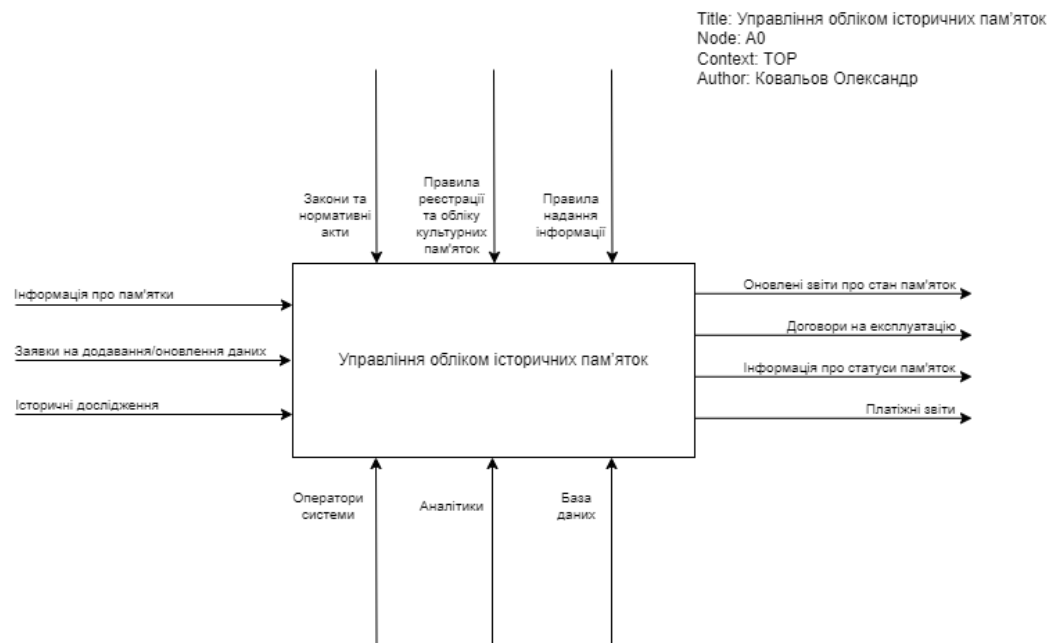 Title: Управління обліком історичних пам'яток
Node: A0
Context: TOP
Author: Ковальов Олександр
Закони та
нормативні
акти
Правила
реєстрації
та обліку
культурних
пам'яток
Правила
надання
інформації
Інформація про пам'ятки
Заявки на додавання/оновлення даних
Історичні дослідження
Управління обліком історичних пам'яток
Оновлені звіти про стан пам'яток
Договори на експлуатацію
Інформація про статуси пам'яток
Платіжні звіти
Оператори
системи
Аналітики
База
даних